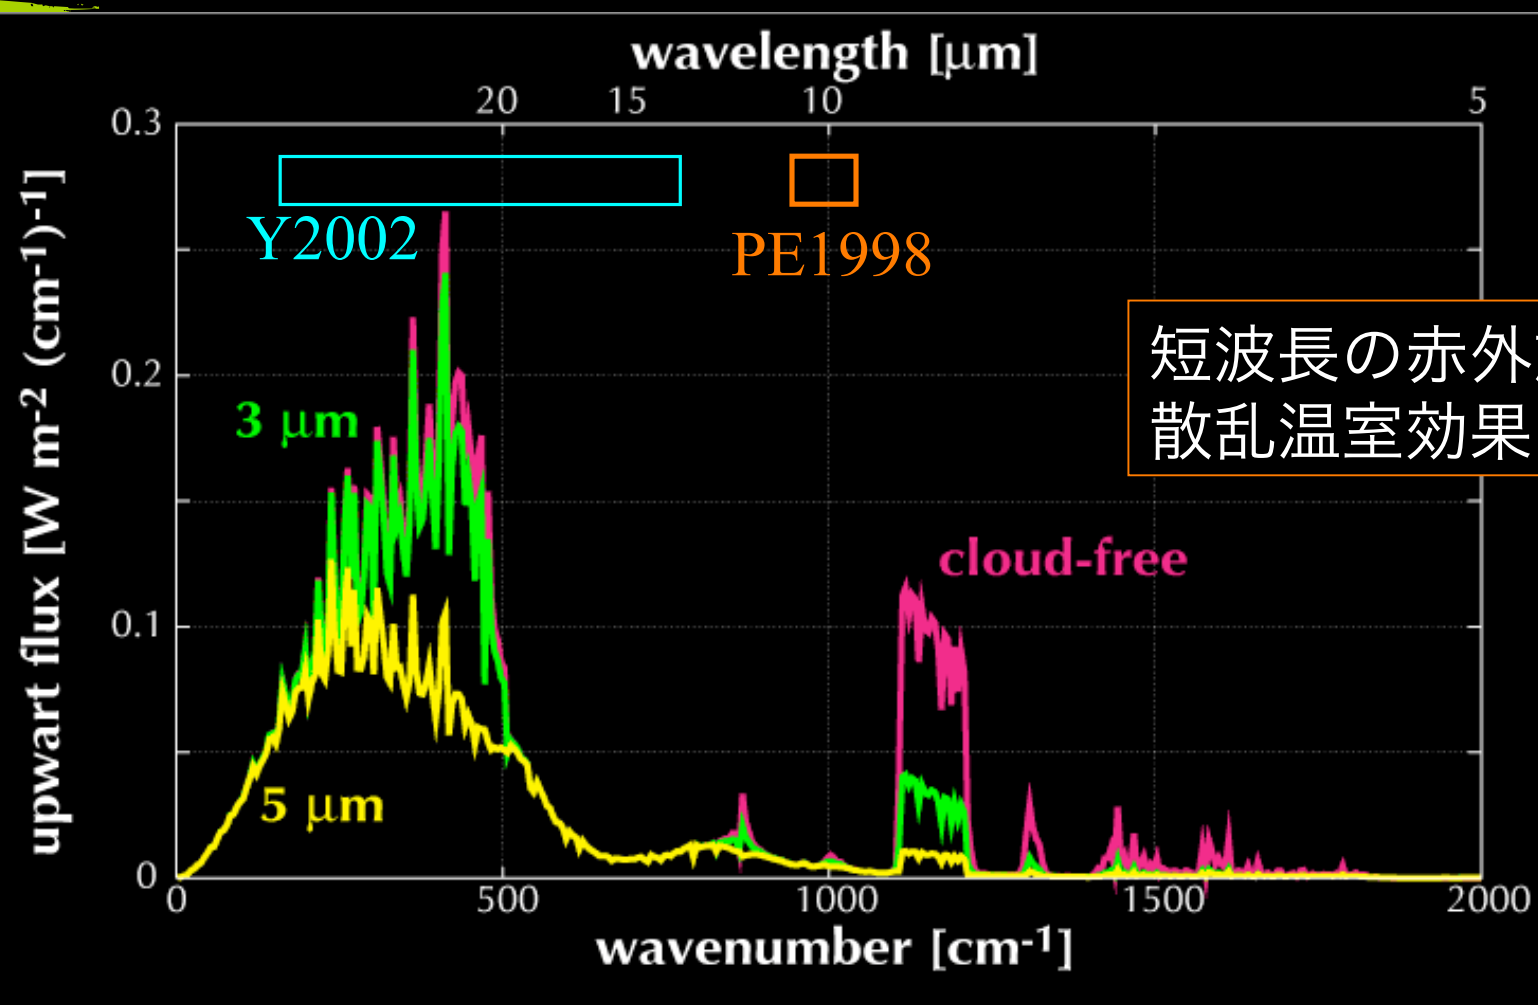 wavelength [μm]
20 15 10 5
0.3
Y2002
PE1998
短波長の赤外
散乱温室効果
0.2
3 μm
cloud-free
0.1
5 μm
0
0 500 1000 1500 2000
wavenumber [cm-1]
upwart flux [W m-2 (cm-1)-1]